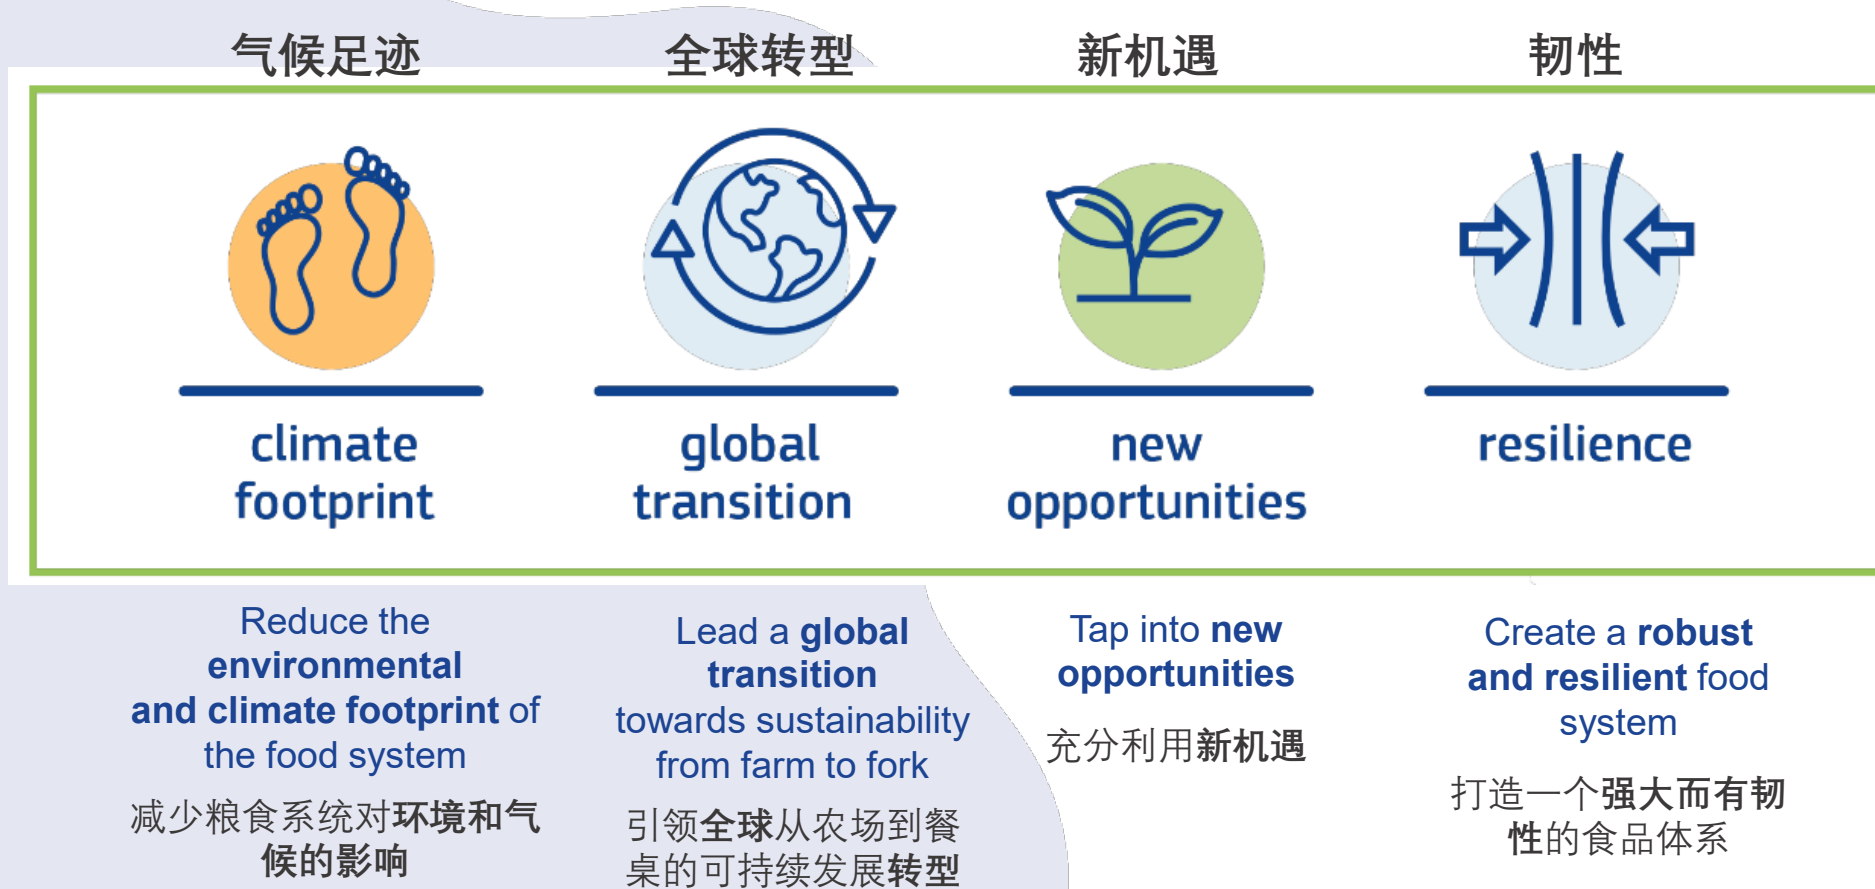 气候足迹
全球转型
新机遇
韧性
climate
footprint
global
transition
new
opportunities
resilience
Reduce the
environmental
and climate footprint of
the food system
减少粮食系统对环境和气
候的影响
Lead a global
transition
towards sustainability
from farm to fork
引领全球从农场到餐
桌的可持续发展转型
Tap into new
opportunities
充分利用新机遇
Create a robust
and resilient food
system
打造一个强大而有韧
性的食品体系